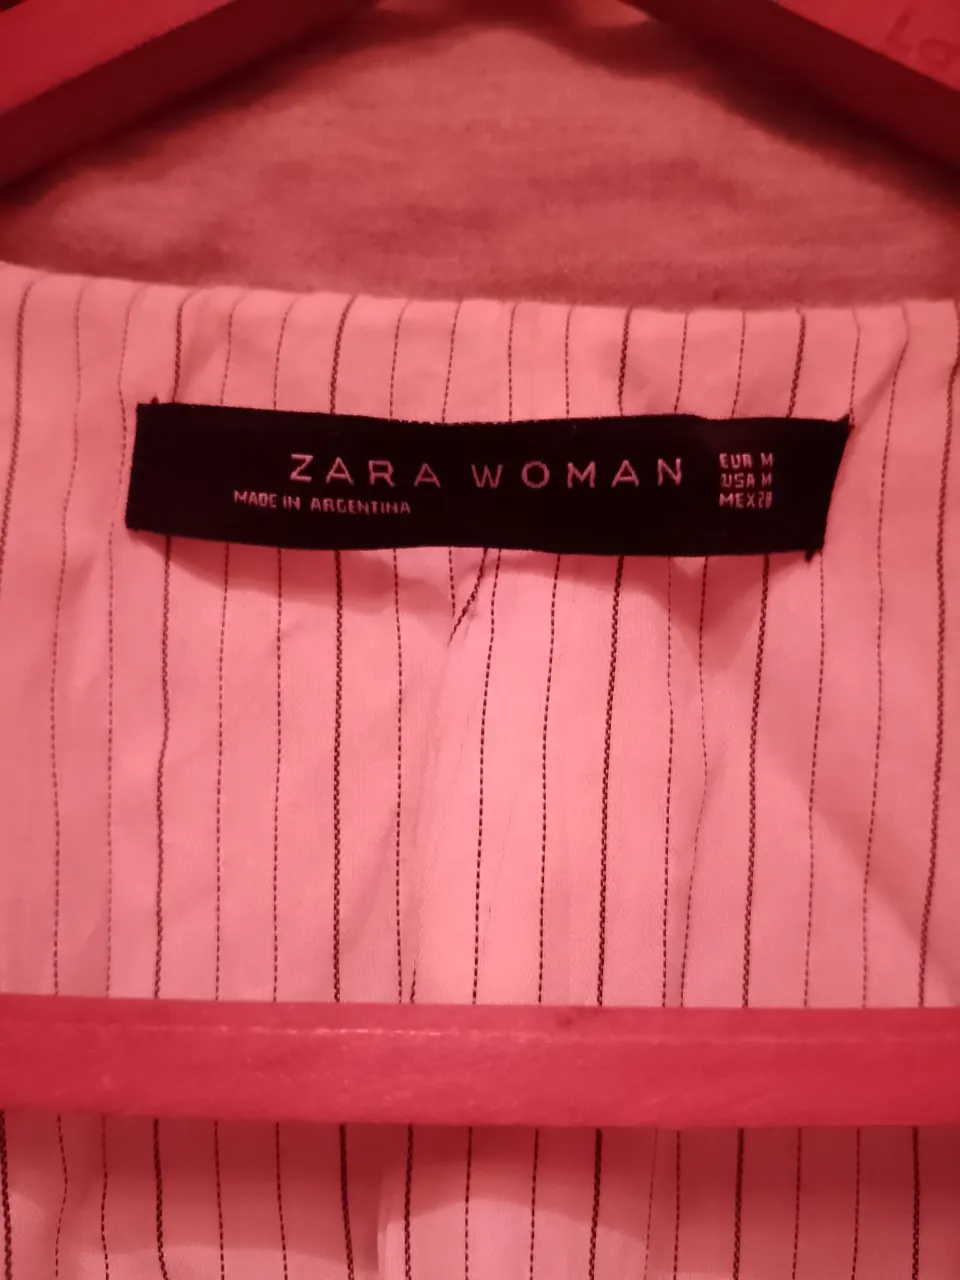 ZARA WOMAN
MADE IN ARGENTINA
EUR M
USA M
MEX 28